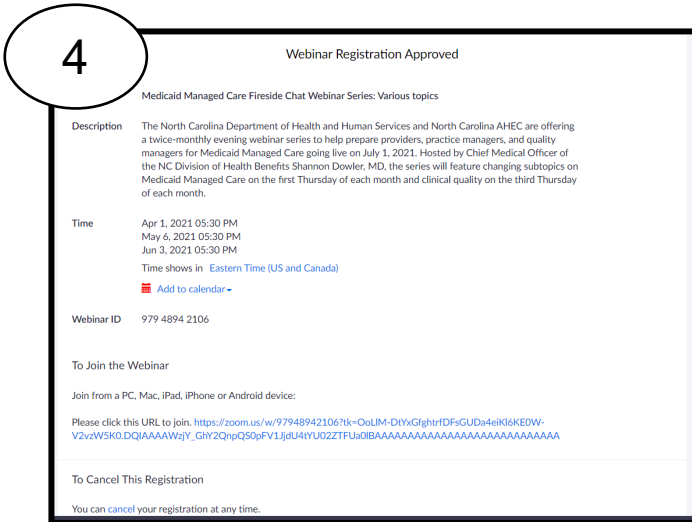 4
Webinar Registration Approved
Medicaid Managed Care Fireside Chat Webinar Series: Various topics
Description The North Carolina Department of Health and Human Services and North Carolina AHEC are offering
a twice-monthly evening webinar series to help prepare providers, practice managers, and quality
managers for Medicaid Managed Care going live on July 1, 2021. Hosted by Chief Medical Officer of
the NC Division of Health Benefits Shannon Dowler, MD, the series will feature changing subtopics on
Medicaid Managed Care on the first Thursday of each month and clinical quality on the third Thursday
of each month.
Time Apr 1, 2021 05:30 PM
May 6, 2021 05:30 PM
Jun 3, 2021 05:30 PM
Time shows in Eastern Time (US and Canada)
Add to calendar
Webinar ID 979 4894 2106
To Join the Webinar
Join from a PC, Mac, iPad, iPhone or Android device:
Please click this URL to join. https://zoom.us/w/97948942106?tk=OoLlM-DtYxGfghtrfDFsGUDa4eiKl6KE0W-
V2vzW5K0.DQIAAAAWzjY_GhY2QnpQS0pFV1JjdU4tYU02ZTFUa0lBAAAAAAAAAAAAAAAAAAAAAAAAAAAA
To Cancel This Registration
You can cancel your registration at any time.